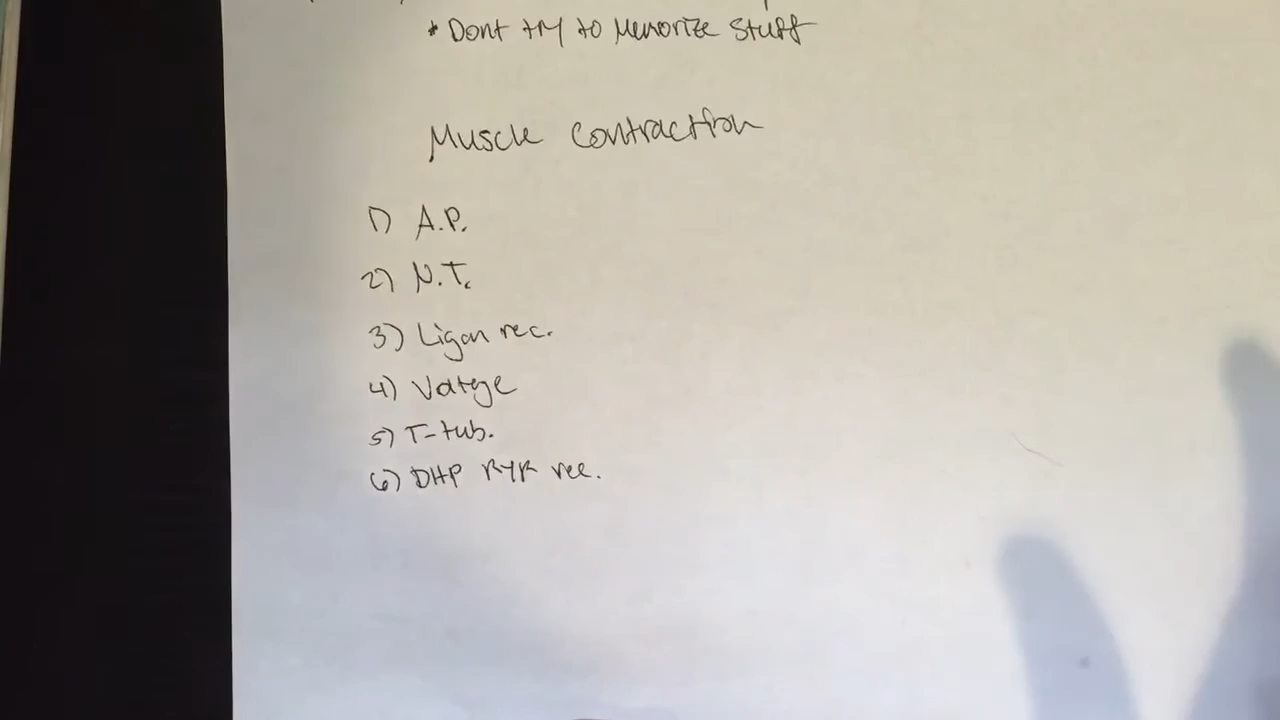 * Dont try to Memorize Stuff
Muscle Contraction
1) A.P.
2) N.T.
3) Ligan rec.
4) Voltege
5) T-tub.
6) DHP RYR rec.